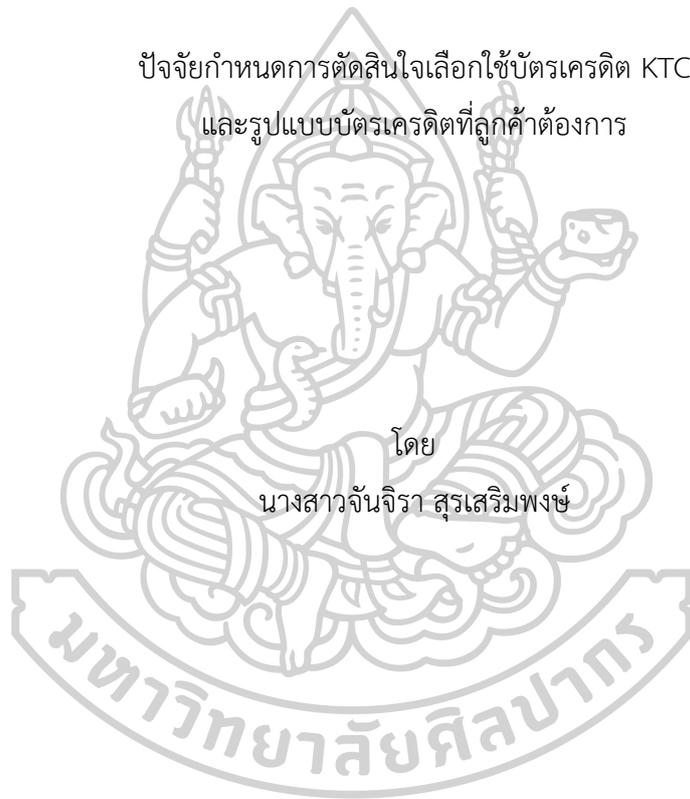 ปัจจัยกำหนดการตัดสินใจเลือกใช้บัตรเครดิต KTC
และรูปแบบบัตรเครดิตที่ลูกค้าต้องการ
โดย
นางสาวจันจิรา สุรเสริมพงษ์
มหาวิทยาลัยศิลปากร